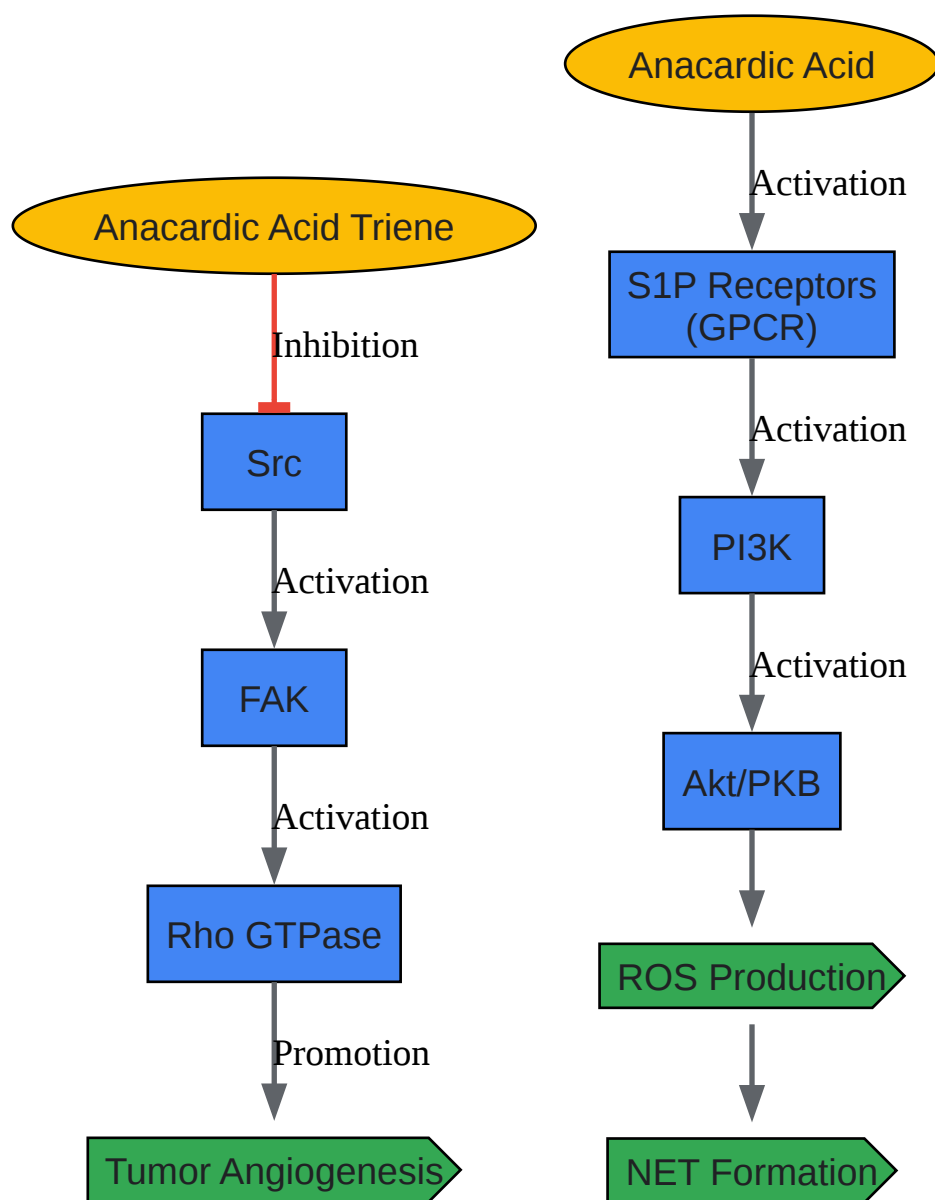 Anacardic Acid Triene
Inhibition
Src
Activation
FAK
Activation
Rho GTPase
Promotion
Tumor Angiogenesis
Anacardic Acid
Activation
S1P Receptors
(GPCR)
Activation
PI3K
Activation
Akt/PKB
ROS Production
NET Formation